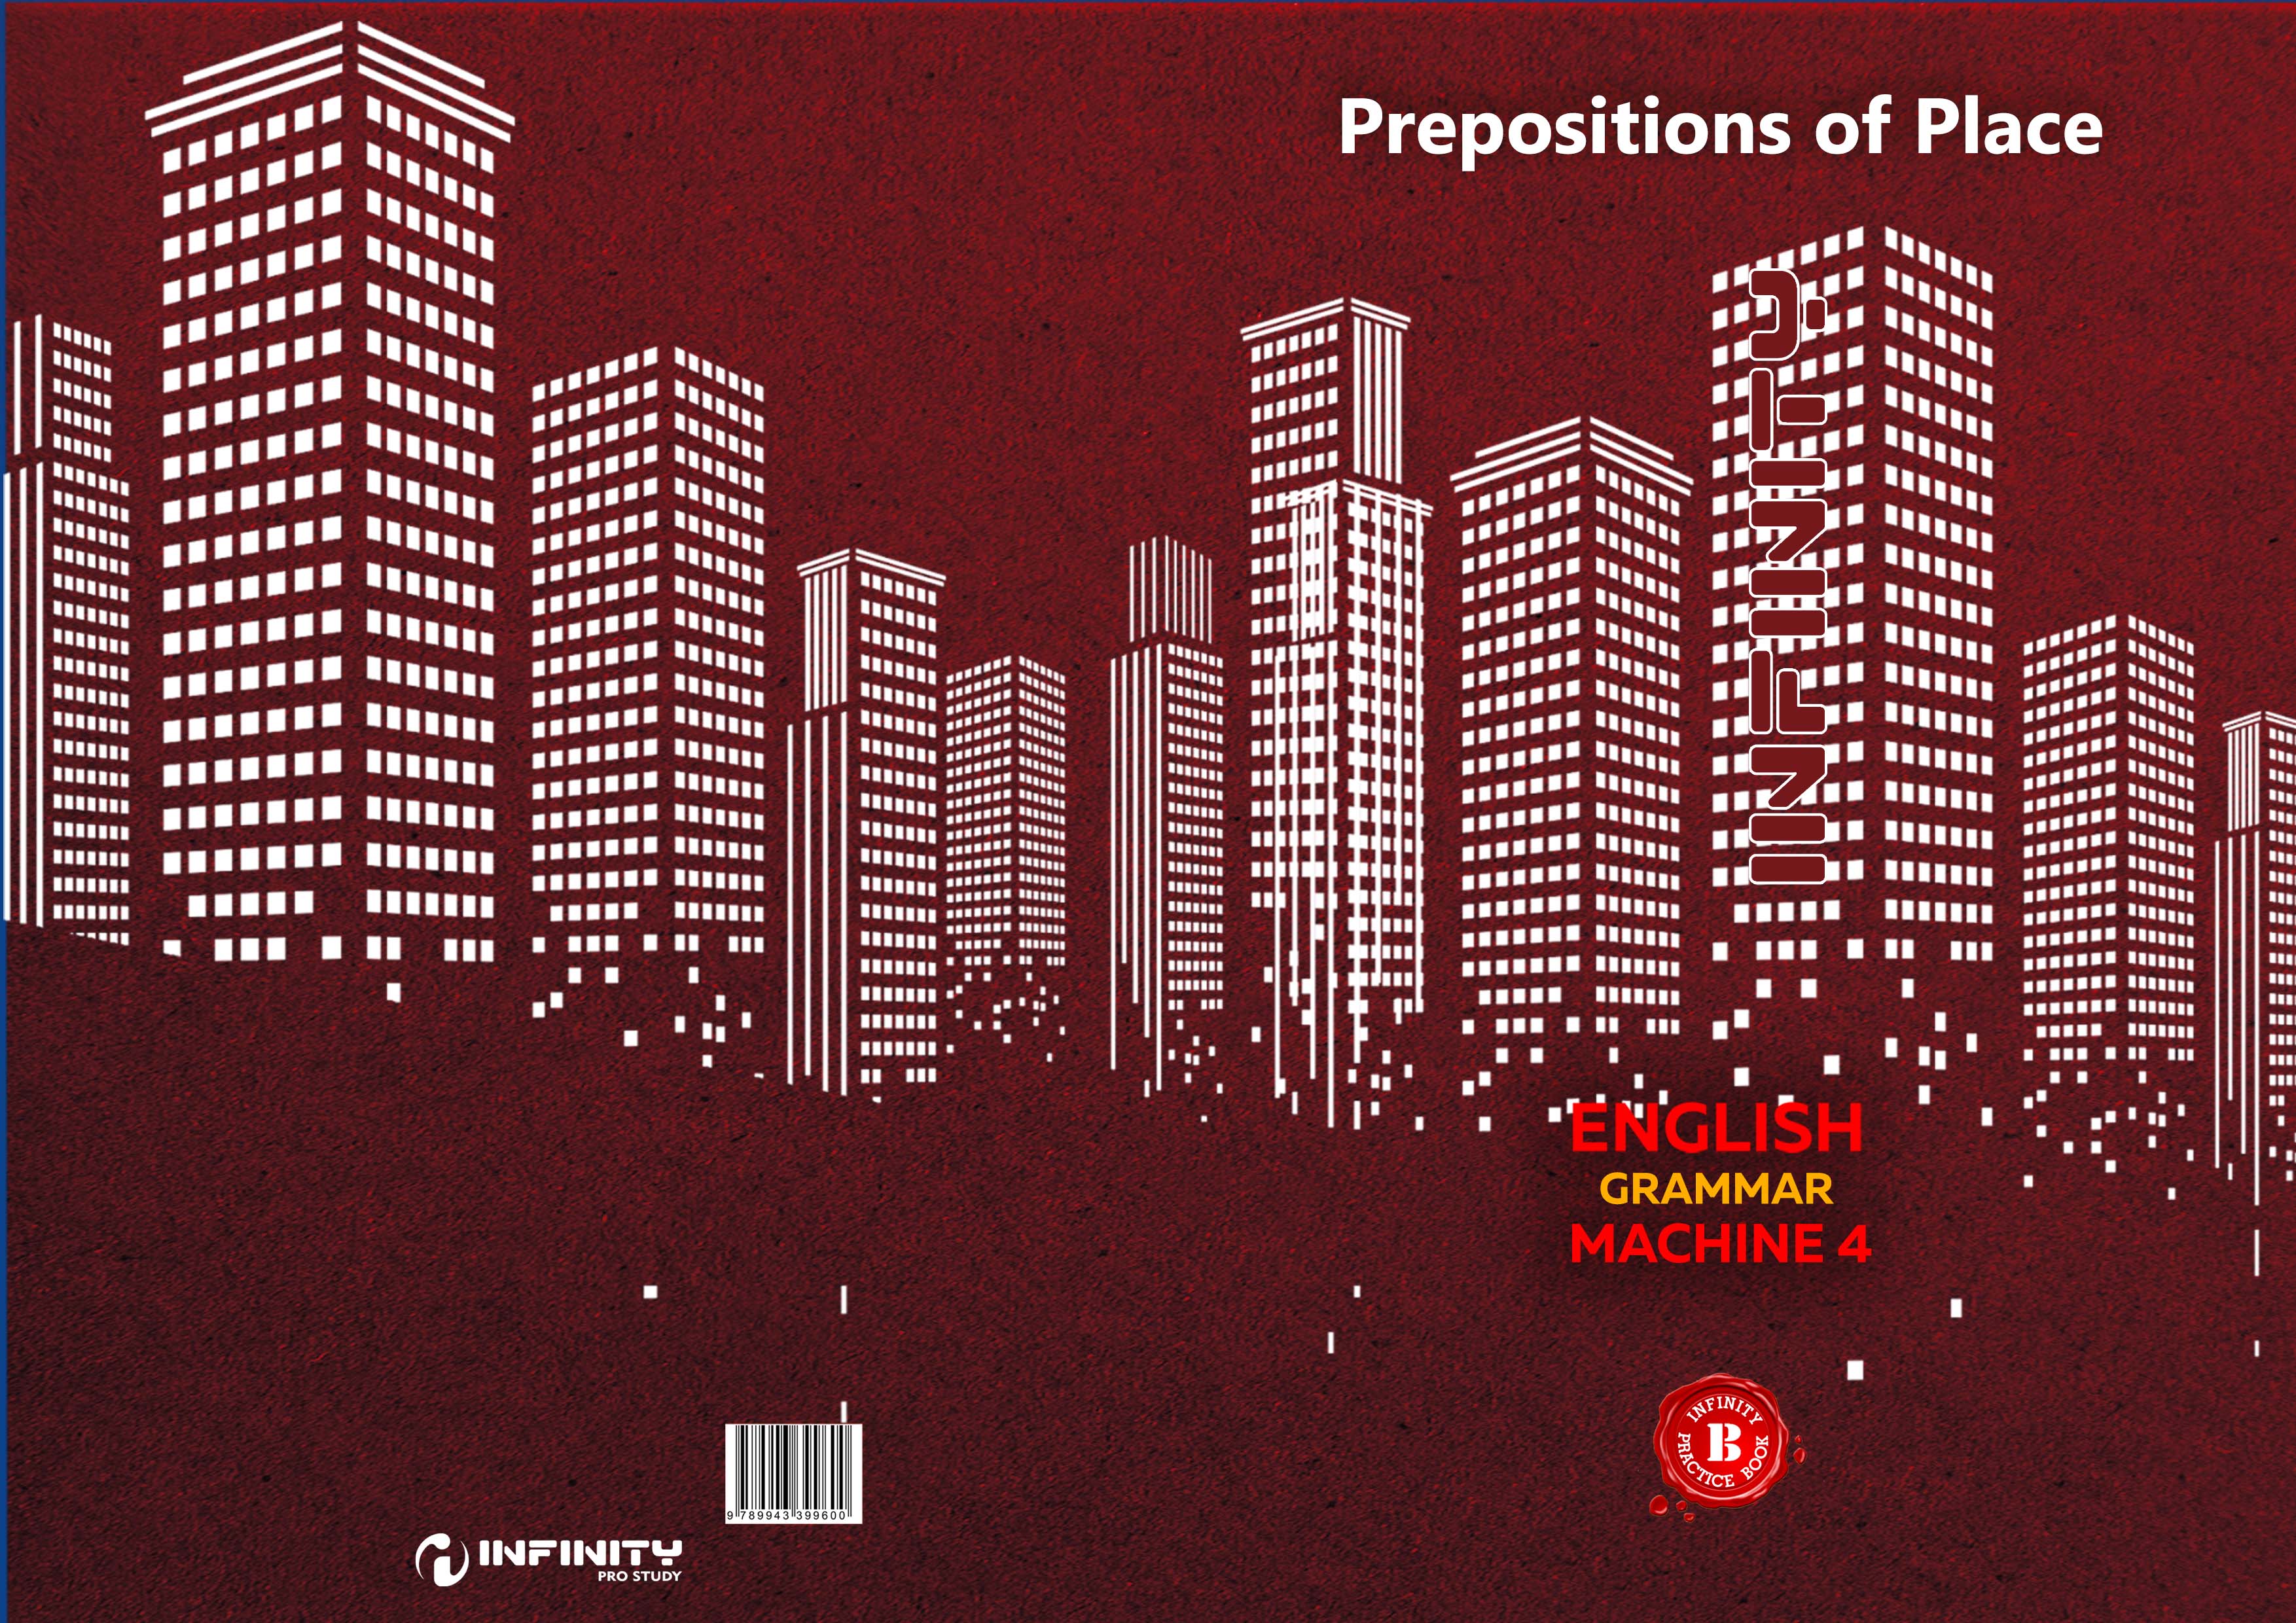 Prepositions of Place
INFINITY
ENGLISH
GRAMMAR
MACHINE 4
INFINITY
B
PRACTICE BOOK
9 789943 399600
INFINITY
PRO STUDY